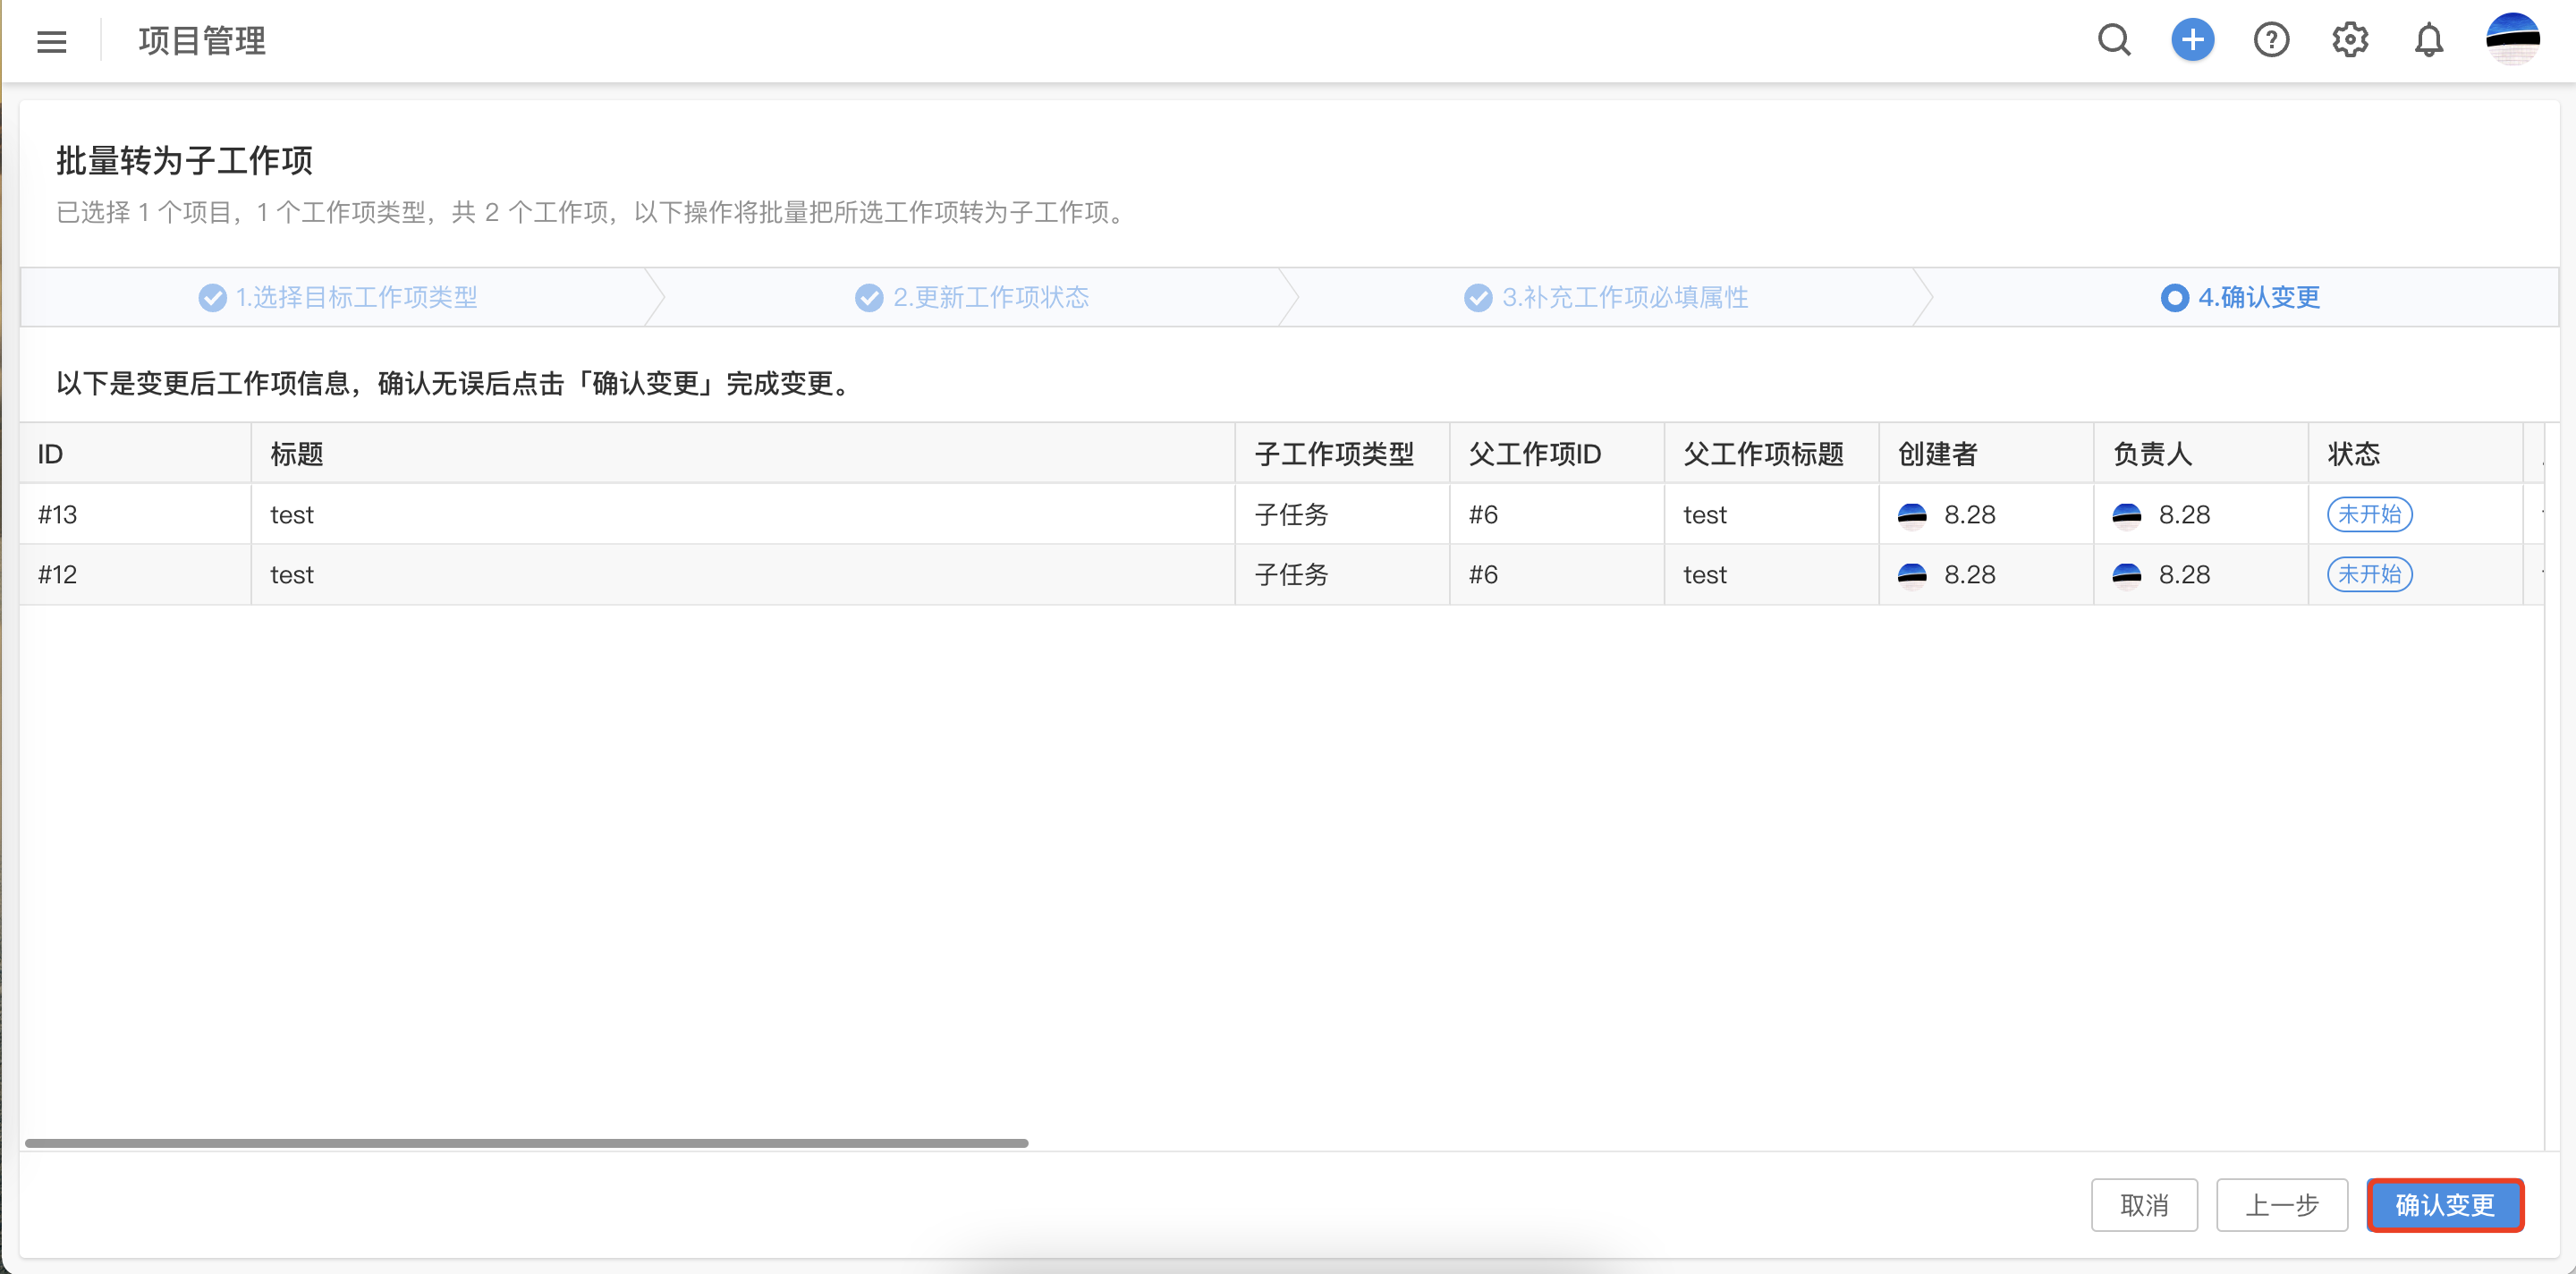 项目管理
批量转为子工作项
已选择 1 个项目，1 个工作项类型，共 2 个工作项，以下操作将批量把所选工作项转为子工作项。
1.选择目标工作项类型 2.更新工作项状态 3.补充工作项必填属性 4.确认变更
以下是变更后工作项信息，确认无误后点击「确认变更」完成变更。
ID 标题 子工作项类型 父工作项ID 父工作项标题 创建者 负责人 状态
#13 test 子任务 #6 test 8.28 8.28 未开始
#12 test 子任务 #6 test 8.28 8.28 未开始
取消 上一步 确认变更